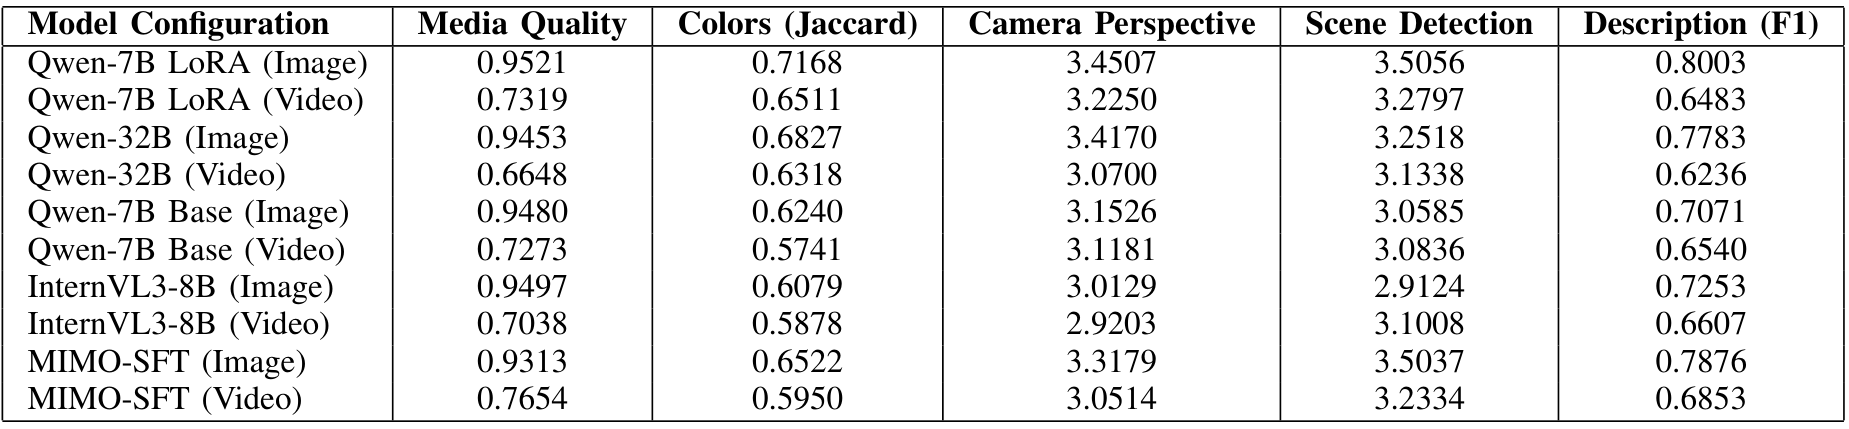 Model Configuration Media Quality Colors (Jaccard) Camera Perspective Scene Detection Description (F1)
Qwen-7B LoRA (Image) 0.9521 0.7168 3.4507 3.5056 0.8003
Qwen-7B LoRA (Video) 0.7319 0.6511 3.2250 3.2797 0.6483
Qwen-32B (Image) 0.9453 0.6827 3.4170 3.2518 0.7783
Qwen-32B (Video) 0.6648 0.6318 3.0700 3.1338 0.6236
Qwen-7B Base (Image) 0.9480 0.6240 3.1526 3.0585 0.7071
Qwen-7B Base (Video) 0.7273 0.5741 3.1181 3.0836 0.6540
InternVL3-8B (Image) 0.9497 0.6079 3.0129 2.9124 0.7253
InternVL3-8B (Video) 0.7038 0.5878 2.9203 3.1008 0.6607
MIMO-SFT (Image) 0.9313 0.6522 3.3179 3.5037 0.7876
MIMO-SFT (Video) 0.7654 0.5950 3.0514 3.2334 0.6853